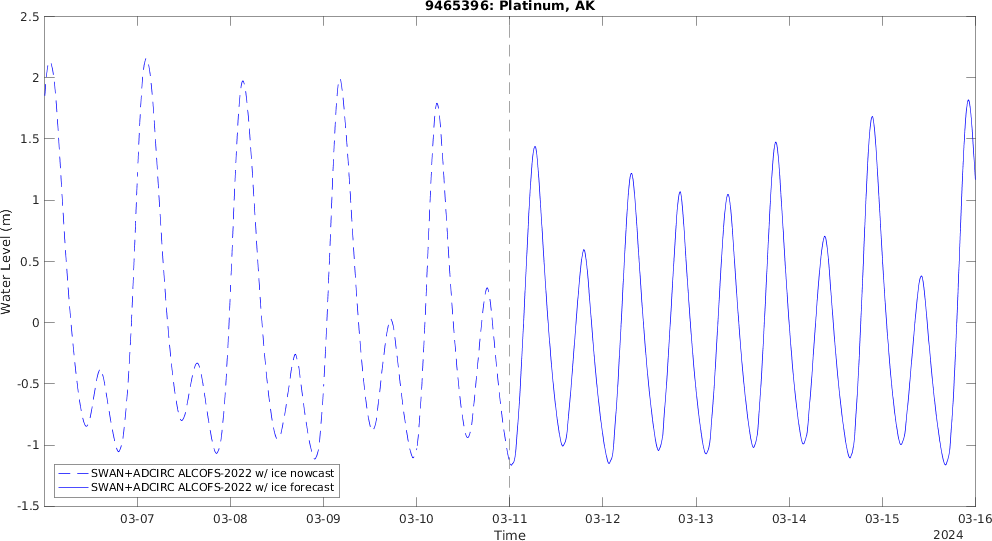 9465396: Platinum, AK
2.5
2
1.5
1
0.5
0
-0.5
-1
-1.5
Water Level (m)
SWAN+ADCIRC ALCOFS-2022 w/ ice nowcast
SWAN+ADCIRC ALCOFS-2022 w/ ice forecast
03-07 03-08 03-09 03-10 03-11 03-12 03-13 03-14 03-15 03-16
Time
2024